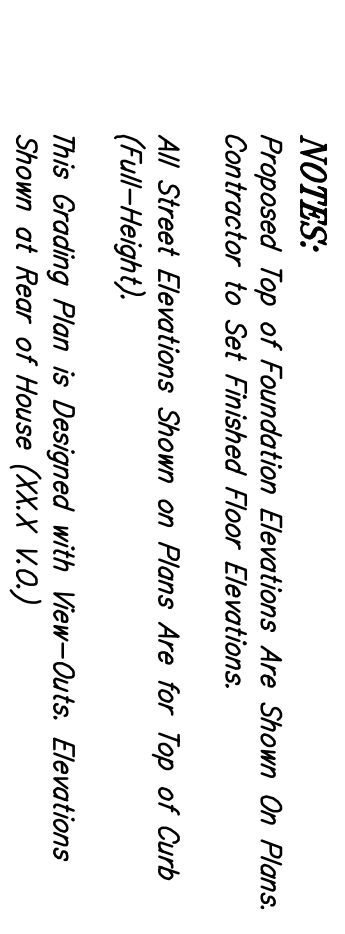 NOTES:
Proposed Top of Foundation Elevations Are Shown On Plans.
Contractor to Set Finished Floor Elevations.
All Street Elevations Shown on Plans Are for Top of Curb
(Full-Height).
This Grading Plan is Designed with View-Outs. Elevations
Shown at Rear of House (XX.X V.O.)